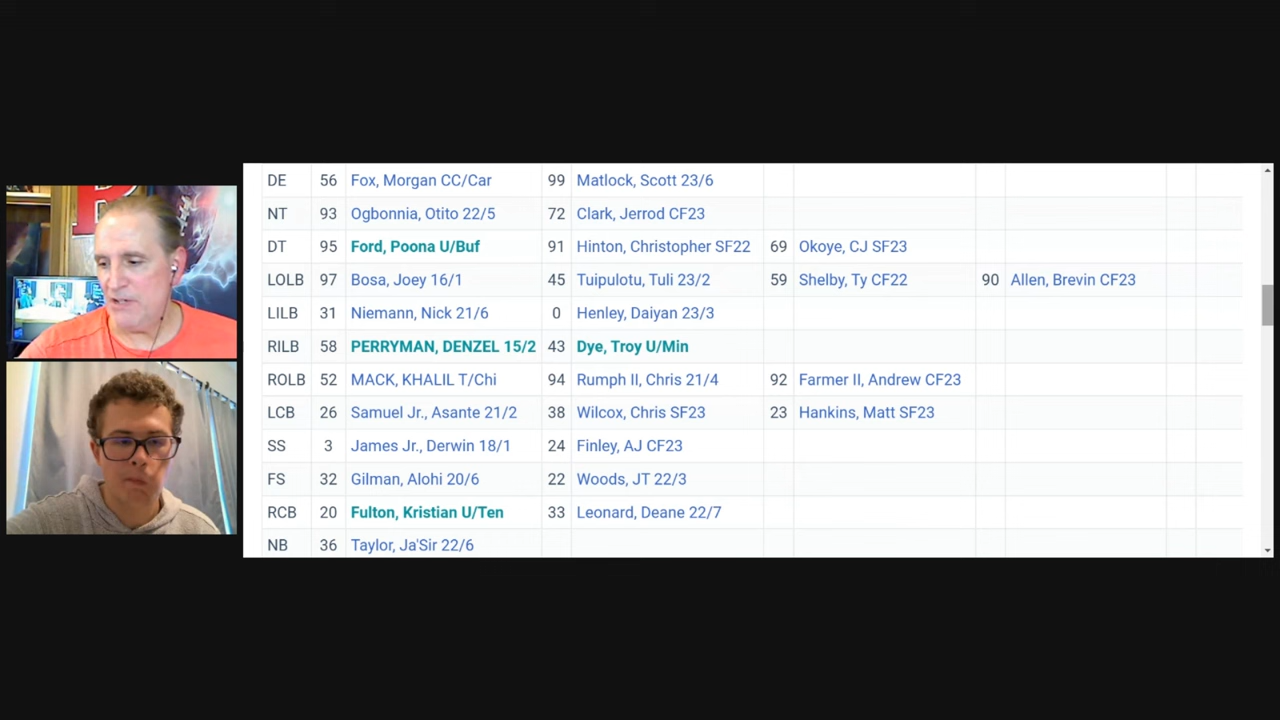 DE 56 Fox, Morgan CC/Car 99 Matlock, Scott 23/6
NT 93 Ogbonnia, Otito 22/5 72 Clark, Jerrod CF23
DT 95 Ford, Poona U/Buf 91 Hinton, Christopher SF22 69 Okoye, CJ SF23
LOLB 97 Bosa, Joey 16/1 45 Tuipulotu, Tuli 23/2 59 Shelby, Ty CF22 90 Allen, Brevin CF23
LILB 31 Niemann, Nick 21/6 0 Henley, Daiyan 23/3
RILB 58 PERRYMAN, DENZEL 15/2 43 Dye, Troy U/Min
ROLB 52 MACK, KHALIL T/Chi 94 Rumph II, Chris 21/4 92 Farmer II, Andrew CF23
LCB 26 Samuel Jr., Asante 21/2 38 Wilcox, Chris SF23 23 Hankins, Matt SF23
SS 3 James Jr., Derwin 18/1 24 Finley, AJ CF23
FS 32 Gilman, Alohi 20/6 22 Woods, JT 22/3
RCB 20 Fulton, Kristian U/Ten 33 Leonard, Deane 22/7
NB 36 Taylor, Ja'Sir 22/6